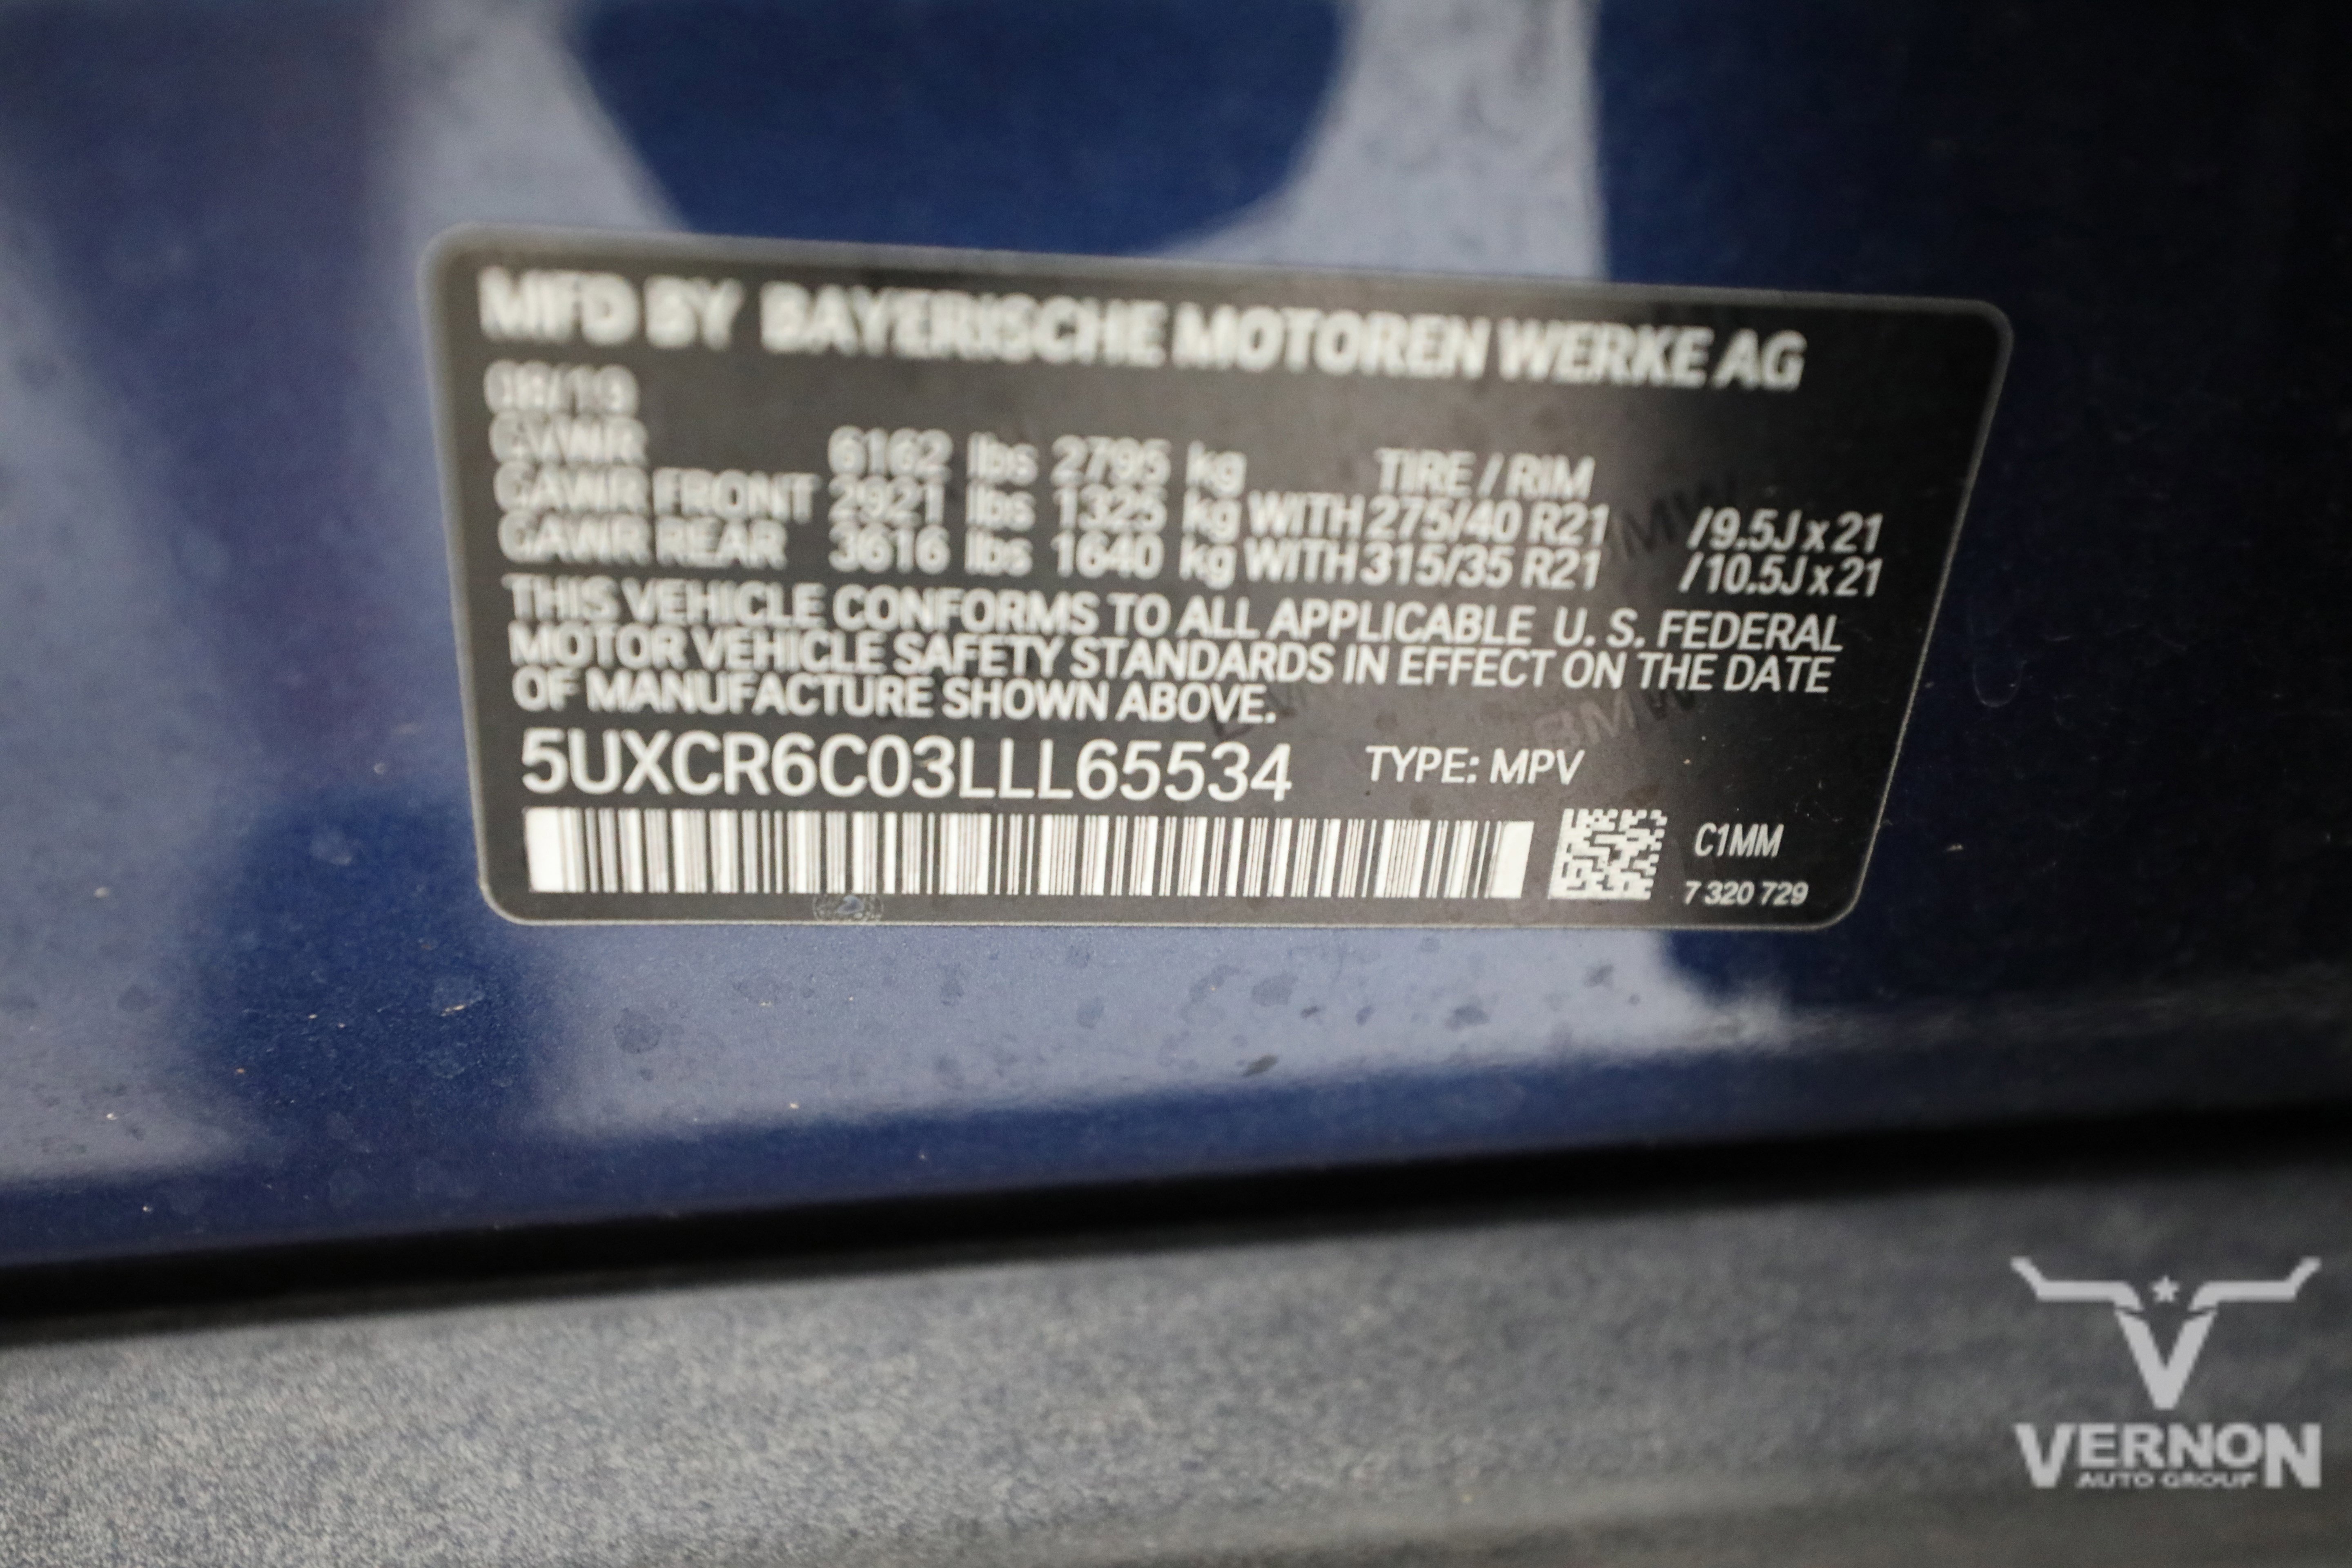 MFD BY BAYERISCHE MOTOREN WERKE AG
08/19
GVWR 6162 lbs 2795 kg TIRE / RIM
GAWR FRONT 2921 lbs 1325 kg WITH 275/40 R21 /9.5J x 21
GAWR REAR 3616 lbs 1640 kg WITH 315/35 R21 /10.5J x 21
THIS VEHICLE CONFORMS TO ALL APPLICABLE U. S. FEDERAL
MOTOR VEHICLE SAFETY STANDARDS IN EFFECT ON THE DATE
OF MANUFACTURE SHOWN ABOVE.
5UXCR6C03LLL65534 TYPE: MPV
C1MM
7 320 729
VERNON
AUTO GROUP